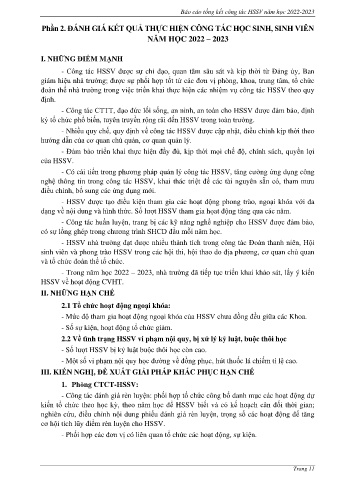 Báo cáo tổng kết công tác HSSV năm học 2022-2023
Phần 2. ĐÁNH GIÁ KẾT QUẢ THỰC HIỆN CÔNG TÁC HỌC SINH, SINH VIÊN
NĂM HỌC 2022 – 2023
I. NHỮNG ĐIỂM MẠNH
- Công tác HSSV được sự chỉ đạo, quan tâm sâu sát và kịp thời từ Đảng ủy, Ban
giám hiệu nhà trường; được sự phối hợp tốt từ các đơn vị phòng, khoa, trung tâm, tổ chức
đoàn thể nhà trường trong việc triển khai thực hiện các nhiệm vụ công tác HSSV theo quy
định.
- Công tác CTTT, đạo đức lối sống, an ninh, an toàn cho HSSV được đảm bảo, định
kỳ tổ chức phổ biến, tuyên truyền rộng rãi đến HSSV trong toàn trường.
- Nhiều quy chế, quy định về công tác HSSV được cập nhật, điều chỉnh kịp thời theo
hướng dẫn của cơ quan chủ quản, cơ quan quản lý.
- Đảm bảo triển khai thực hiện đầy đủ, kịp thời mọi chế độ, chính sách, quyền lợi
của HSSV.
- Có cải tiến trong phương pháp quản lý công tác HSSV, tăng cường ứng dụng công
nghệ thông tin trong công tác HSSV, khai thác triệt để các tài nguyên sẵn có, tham mưu
điều chỉnh, bổ sung các ứng dụng mới.
- HSSV được tạo điều kiện tham gia các hoạt động phong trào, ngoại khóa với đa
dạng về nội dung và hình thức. Số lượt HSSV tham gia hoạt động tăng qua các năm.
- Công tác huấn luyện, trang bị các kỹ năng nghề nghiệp cho HSSV được đảm bảo,
có sự lồng ghép trong chương trình SHCD đầu mỗi năm học.
- HSSV nhà trường đạt được nhiều thành tích trong công tác Đoàn thanh niên, Hội
sinh viên và phong trào HSSV trong các hội thi, hội thao do địa phương, cơ quan chủ quản
và tổ chức đoàn thể tổ chức.
- Trong năm học 2022 – 2023, nhà trường đã tiếp tục triển khai khảo sát, lấy ý kiến
HSSV về hoạt động CVHT.
II. NHỮNG HẠN CHẾ
2.1 Tổ chức hoạt động ngoại khóa:
- Mức độ tham gia hoạt động ngoại khóa của HSSV chưa đồng đều giữa các Khoa.
- Số sự kiện, hoạt động tổ chức giảm.
2.2 Về tình trạng HSSV vi phạm nội quy, bị xử lý kỷ luật, buộc thôi học
- Số lượt HSSV bị kỷ luật buộc thôi học còn cao.
- Một số vi phạm nội quy học đường về đồng phục, hút thuốc lá chiếm tỉ lệ cao.
III. KIẾN NGHỊ, ĐỀ XUẤT GIẢI PHÁP KHẮC PHỤC HẠN CHẾ
1. Phòng CTCT-HSSV:
- Công tác đánh giá rèn luyện: phối hợp tổ chức công bố danh mục các hoạt động dự
kiến tổ chức theo học kỳ, theo năm học để HSSV biết và có kế hoạch cân đối thời gian;
nghiên cứu, điều chỉnh nội dung phiếu đánh giá rèn luyện, trọng số các hoạt động để tăng
cơ hội tích lũy điểm rèn luyện cho HSSV.
- Phối hợp các đơn vị có liên quan tổ chức các hoạt động, sự kiện.
Trang 11